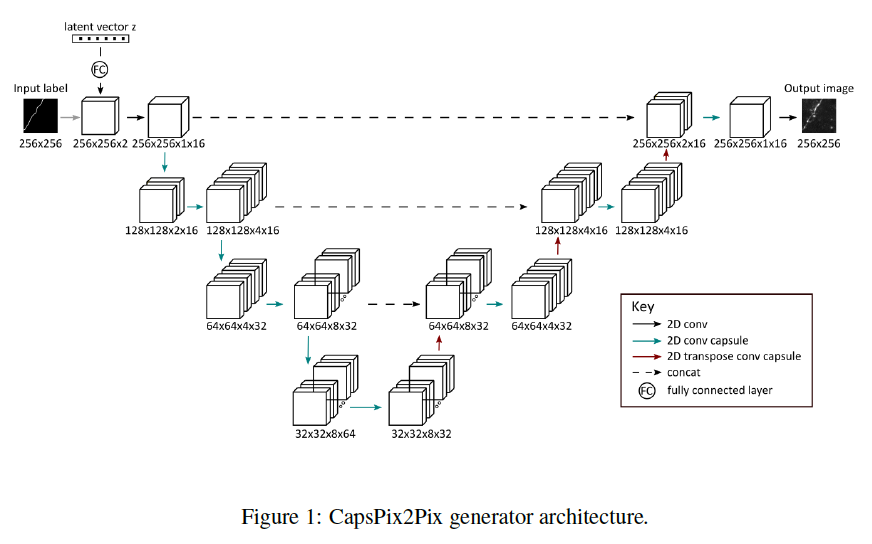 latent vector z
FC
Input label
Output image
256x256
256x256x2
256x256x1x16
256x256x2x16
256x256x1x16
256x256
128x128x2x16
128x128x4x16
128x128x4x16
128x128x4x16
64x64x4x32
64x64x8x32
64x64x8x32
64x64x4x32
32x32x8x64
32x32x8x32
Key
2D conv
2D conv capsule
2D transpose conv capsule
concat
FC fully connected layer
Figure 1: CapsPix2Pix generator architecture.